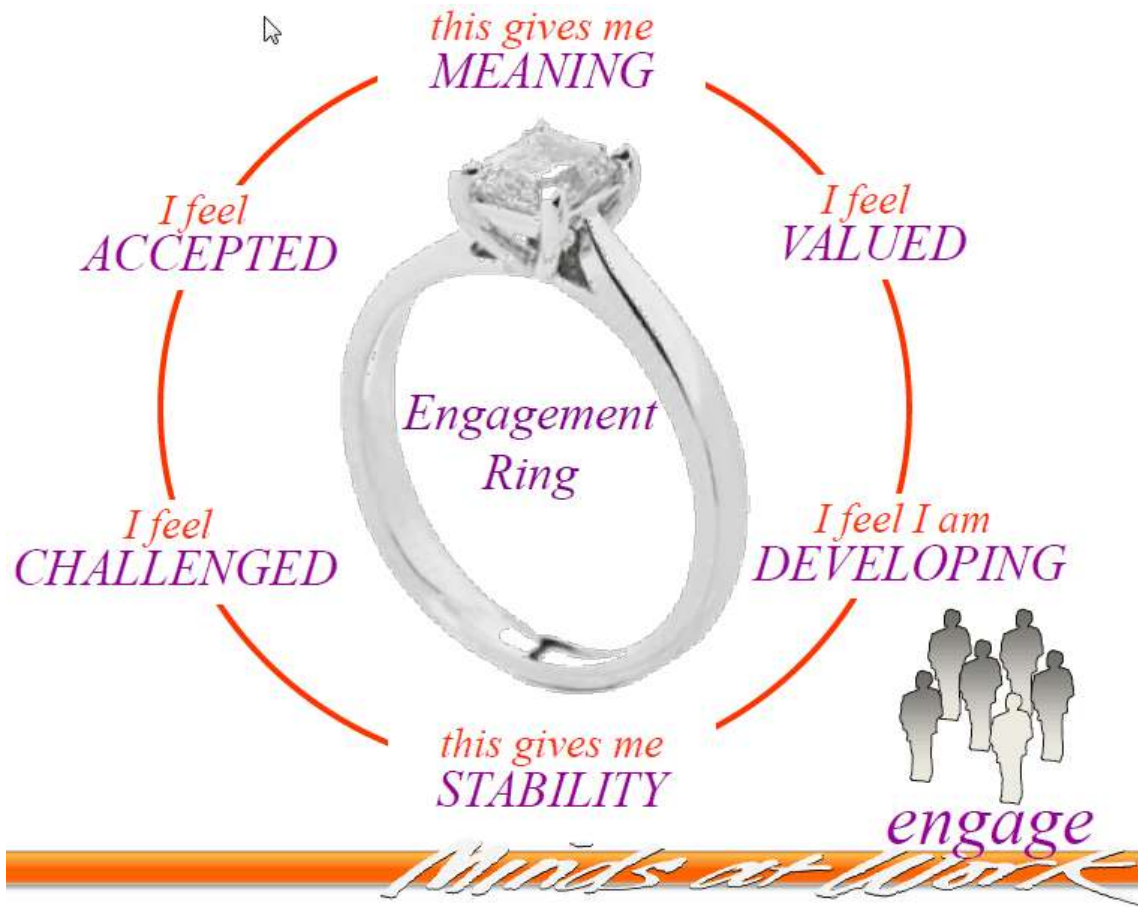 this gives me
MEANING
I feel
VALUED
I feel I am
DEVELOPING
this gives me
STABILITY
I feel
CHALLENGED
I feel
ACCEPTED
Engagement
Ring
engage
Minds at Work